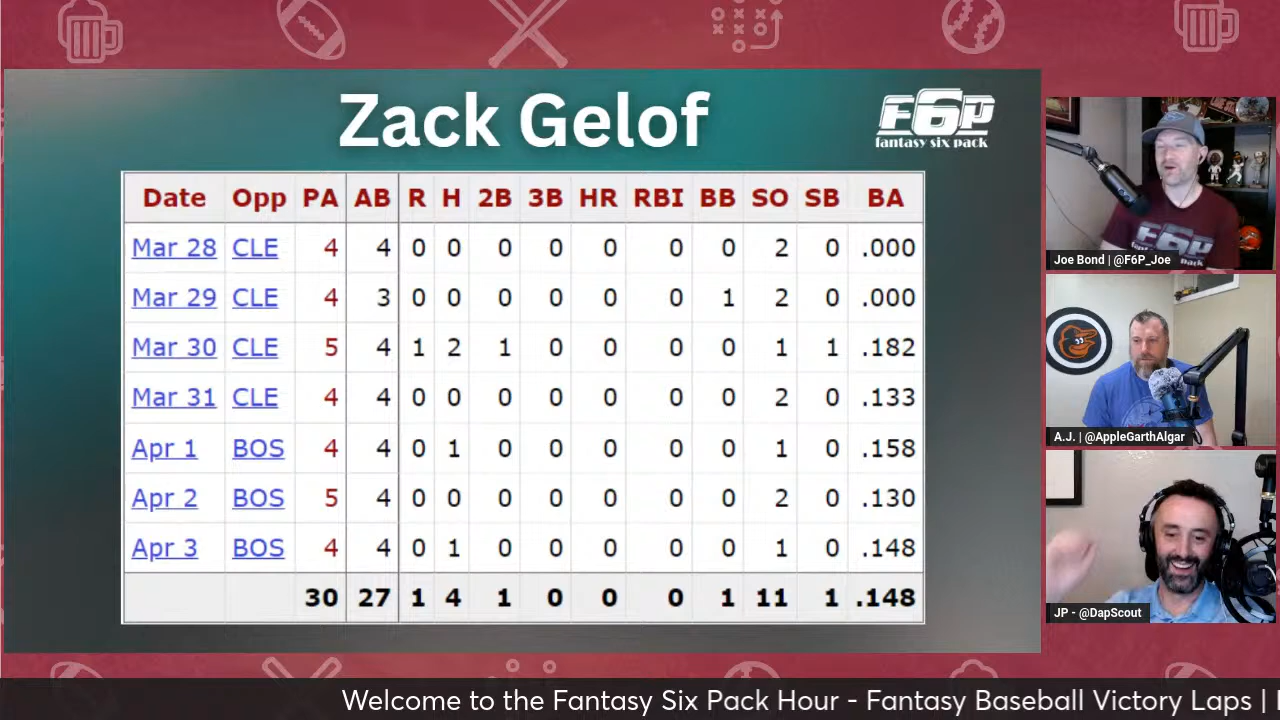 Zack Gelof
F6P
fantasy six pack
Date Opp PA AB R H 2B 3B HR RBI BB SO SB BA
Mar 28 CLE 4 4 0 0 0 0 0 0 0 2 0 .000
Mar 29 CLE 4 3 0 0 0 0 0 0 1 2 0 .000
Mar 30 CLE 5 4 1 2 1 0 0 0 0 1 1 .182
Mar 31 CLE 4 4 0 0 0 0 0 0 0 2 0 .133
Apr 1 BOS 4 4 0 1 0 0 0 0 0 1 0 .158
Apr 2 BOS 5 4 0 0 0 0 0 0 0 2 0 .130
Apr 3 BOS 4 4 0 1 0 0 0 0 0 1 0 .148
30 27 1 4 1 0 0 0 1 11 1 .148
F6P
Joe Bond | @F6P_Joe
A.J. | @AppleGarthAlgar
JP - @DapScout
Welcome to the Fantasy Six Pack Hour - Fantasy Baseball Victory Laps |